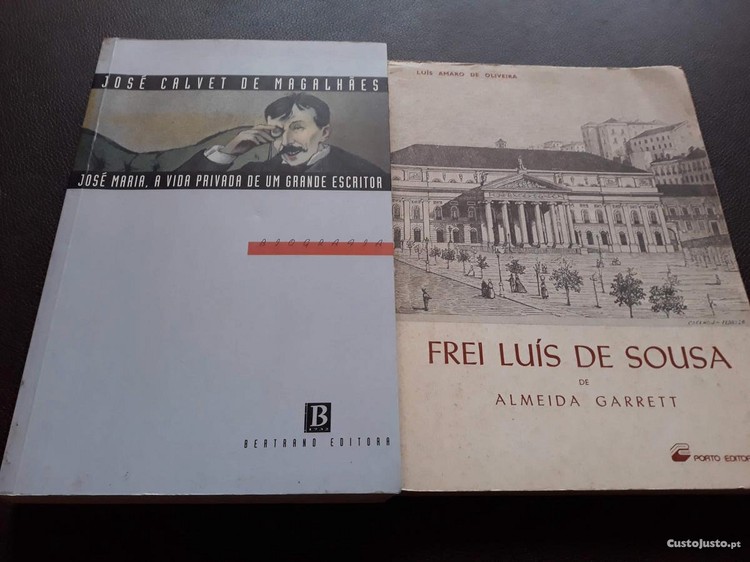 JOSÉ CALVET DE MAGALHÃES
JOSÉ MARIA, A VIDA PRIVADA DE UM GRANDE ESCRITOR
BIOGRAFIA
B
BERTRAND EDITORA
LUÍS AMARO DE OLIVEIRA
FREI LUÍS DE SOUSA
DE
ALMEIDA GARRETT
PORTO EDITOR
CustoJusto.pt